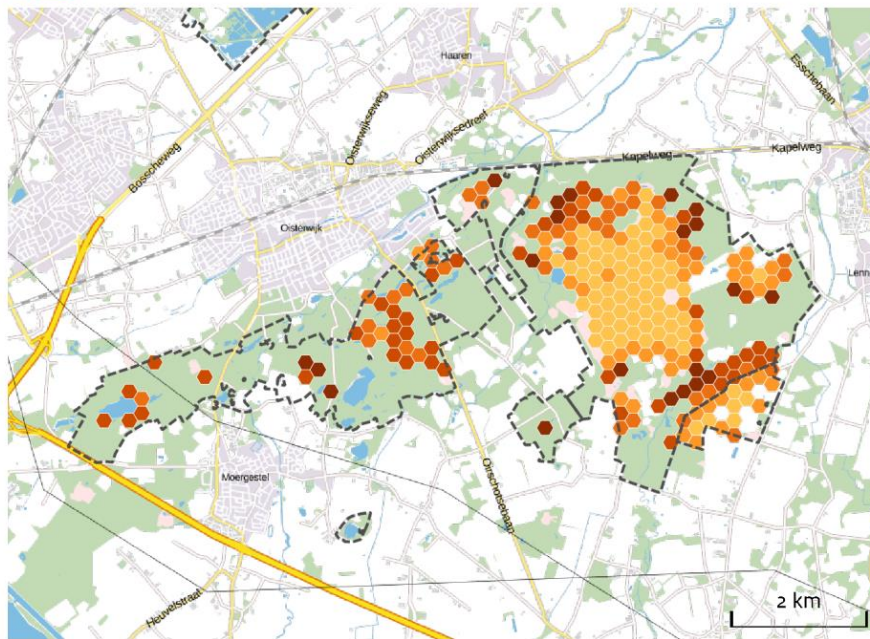 Haaren
Esschebaan
Oisterwijkseweg
Oisterwijksedreef
Kapelweg
Kapelweg
Bosscheweg
Oisterwijk
Lenn
Moergestel
Oirschotsebaan
Heuvelstraat
2 km